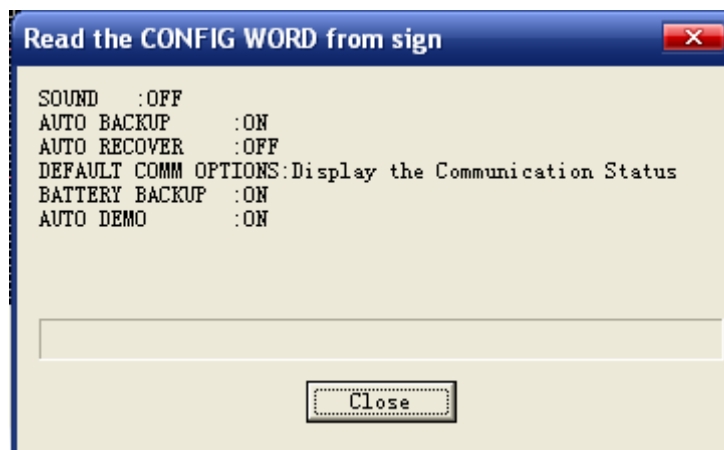 Read the CONFIG WORD from sign
SOUND :OFF
AUTO BACKUP :ON
AUTO RECOVER :OFF
DEFAULT COMM OPTIONS:Display the Communication Status
BATTERY BACKUP :ON
AUTO DEMO :ON
Close